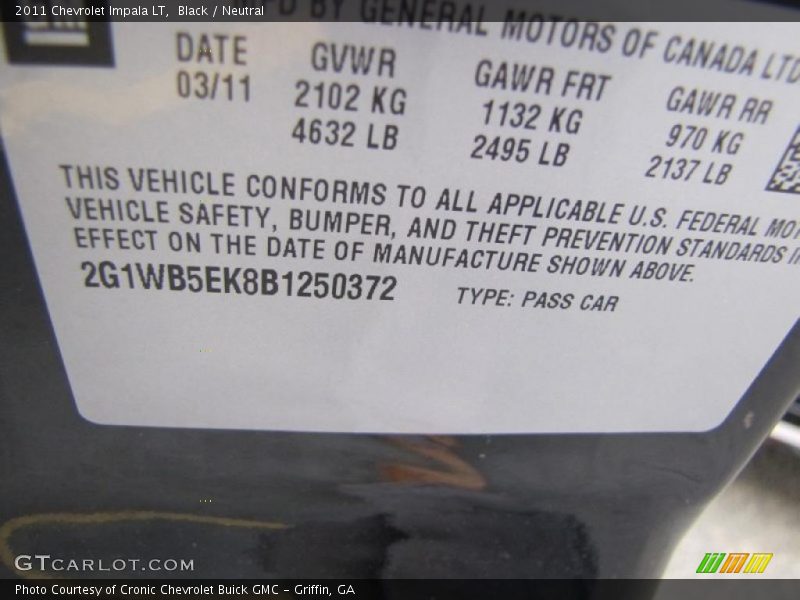 2011 Chevrolet Impala LT, Black / Neutral
BY GENERAL MOTORS OF CANADA LTD
DATE GVWR GAWR FRT GAWR RR
03/11 2102 KG 1132 KG 970 KG
4632 LB 2495 LB 2137 LB
THIS VEHICLE CONFORMS TO ALL APPLICABLE U.S. FEDERAL
VEHICLE SAFETY, BUMPER, AND THEFT PREVENTION STANDARDS
EFFECT ON THE DATE OF MANUFACTURE SHOWN ABOVE.
2G1WB5EK8B1250372 TYPE: PASS CAR
GTCARLOT.COM
Photo Courtesy of Cronic Chevrolet Buick GMC – Griffin, GA